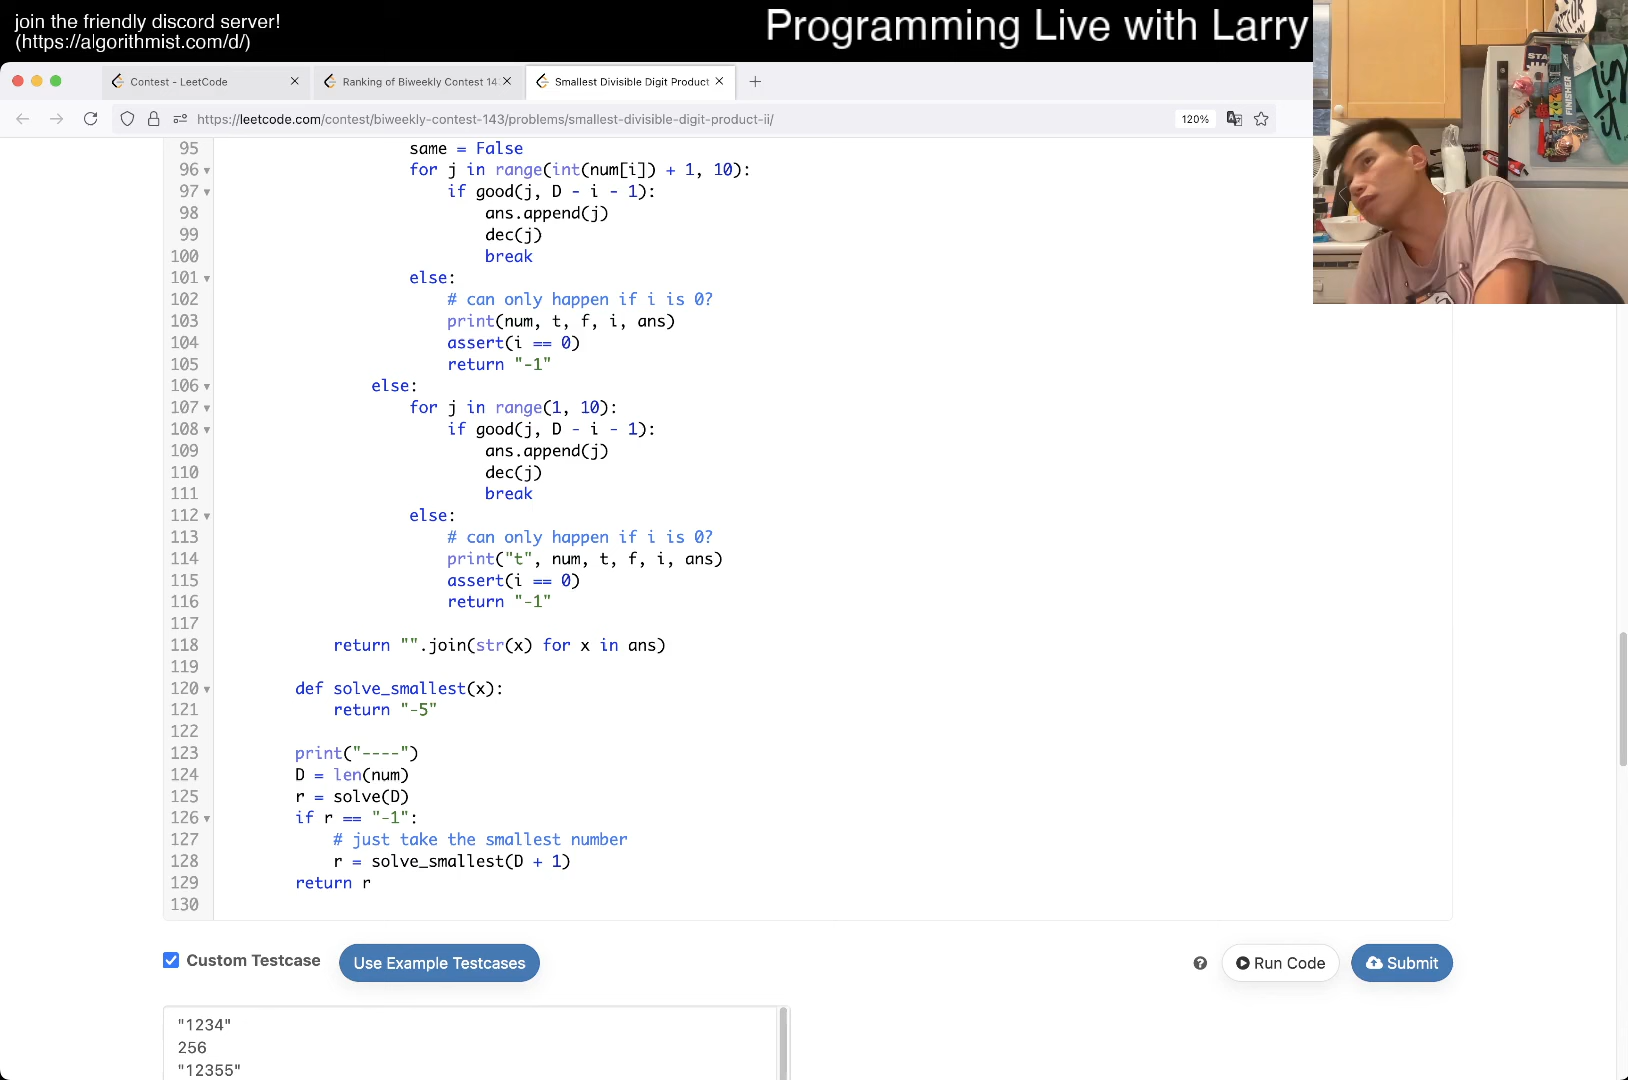 join the friendly discord server!
(https://algorithmist.com/d/)
Programming Live with Larry
Contest - LeetCode
Ranking of Biweekly Contest 14
Smallest Divisible Digit Product
https://leetcode.com/contest/biweekly-contest-143/problems/smallest-divisible-digit-product-ii/
120%
95 same = False
96 for j in range(int(num[i]) + 1, 10):
97 if good(j, D - i - 1):
98 ans.append(j)
99 dec(j)
100 break
101 else:
102 # can only happen if i is 0?
103 print(num, t, f, i, ans)
104 assert(i == 0)
105 return "-1"
106 else:
107 for j in range(1, 10):
108 if good(j, D - i - 1):
109 ans.append(j)
110 dec(j)
111 break
112 else:
113 # can only happen if i is 0?
114 print("t", num, t, f, i, ans)
115 assert(i == 0)
116 return "-1"
117
118 return "".join(str(x) for x in ans)
119
120 def solve_smallest(x):
121 return "-5"
122
123 print("----")
124 D = len(num)
125 r = solve(D)
126 if r == "-1":
127 # just take the smallest number
128 r = solve_smallest(D + 1)
129 return r
130
Custom Testcase
Use Example Testcases
Run Code
Submit
"1234"
256
"12355"
FINISHER